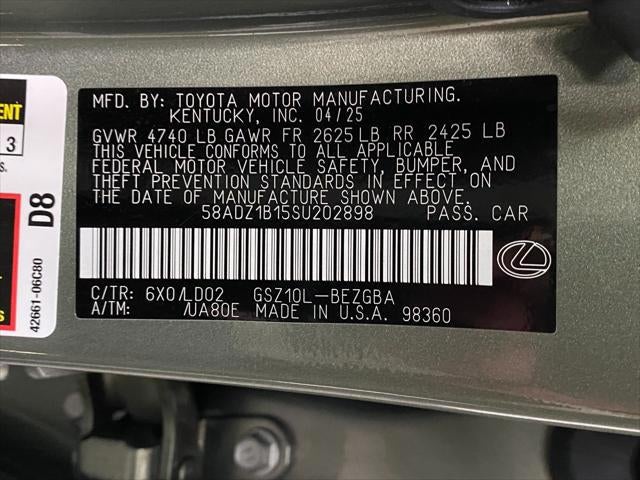 MFD. BY: TOYOTA MOTOR MANUFACTURING.
KENTUCKY, INC. 04/25
GVWR 4740 LB GAWR FR 2625 LB RR 2425 LB
THIS VEHICLE CONFORMS TO ALL APPLICABLE
FEDERAL MOTOR VEHICLE SAFETY, BUMPER, AND
THEFT PREVENTION STANDARDS IN EFFECT ON
THE DATE OF MANUFACTURE SHOWN ABOVE.
58ADZ1B15SU202898 PASS. CAR
C/TR: 6X0/LD02 GSZ10L-BEZGBA
A/TM: /UA80E MADE IN U.S.A. 98360
3
D8
42661-06C80